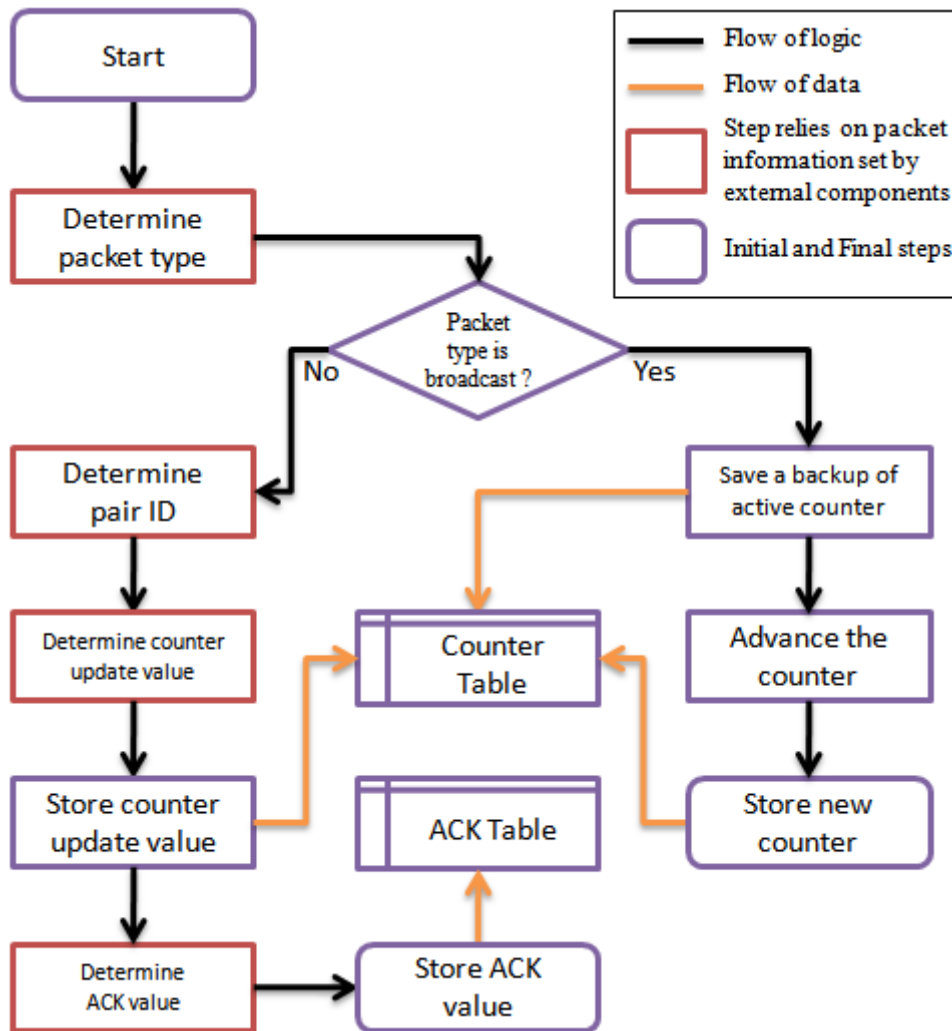 Start
Flow of logic
Flow of data
Step relies on packet
information set by
external components
Initial and Final steps
Determine
packet type
Packet
type is
broadcast ?
No
Yes
Determine
pair ID
Save a backup of
active counter
Determine counter
update value
Counter
Table
Advance the
counter
Store counter
update value
ACK Table
Store new
counter
Determine
ACK value
Store ACK
value